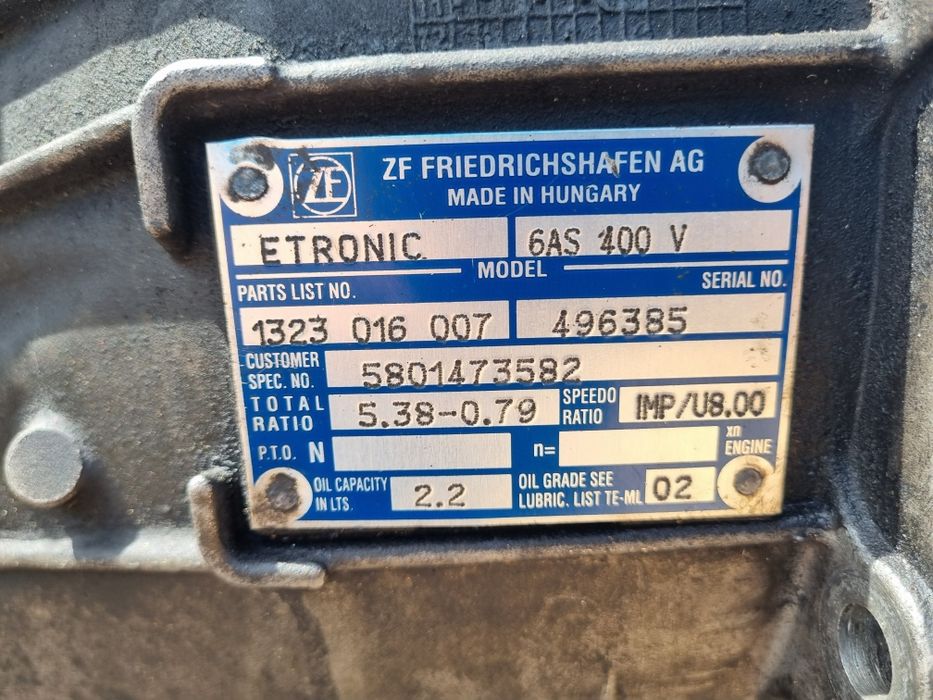 ZF
ZF FRIEDRICHSHAFEN AG
MADE IN HUNGARY
ETRONIC 6AS 400 V
MODEL
PARTS LIST NO. SERIAL NO.
1323 016 007 496385
CUSTOMER SPEC. NO. 5801473582
TOTAL RATIO 5.38-0.79 SPEEDO RATIO IMP/U8.00
P.T.O. N n= xn ENGINE
OIL CAPACITY IN LTS. 2.2 OIL GRADE SEE LUBRIC. LIST TE-ML 02